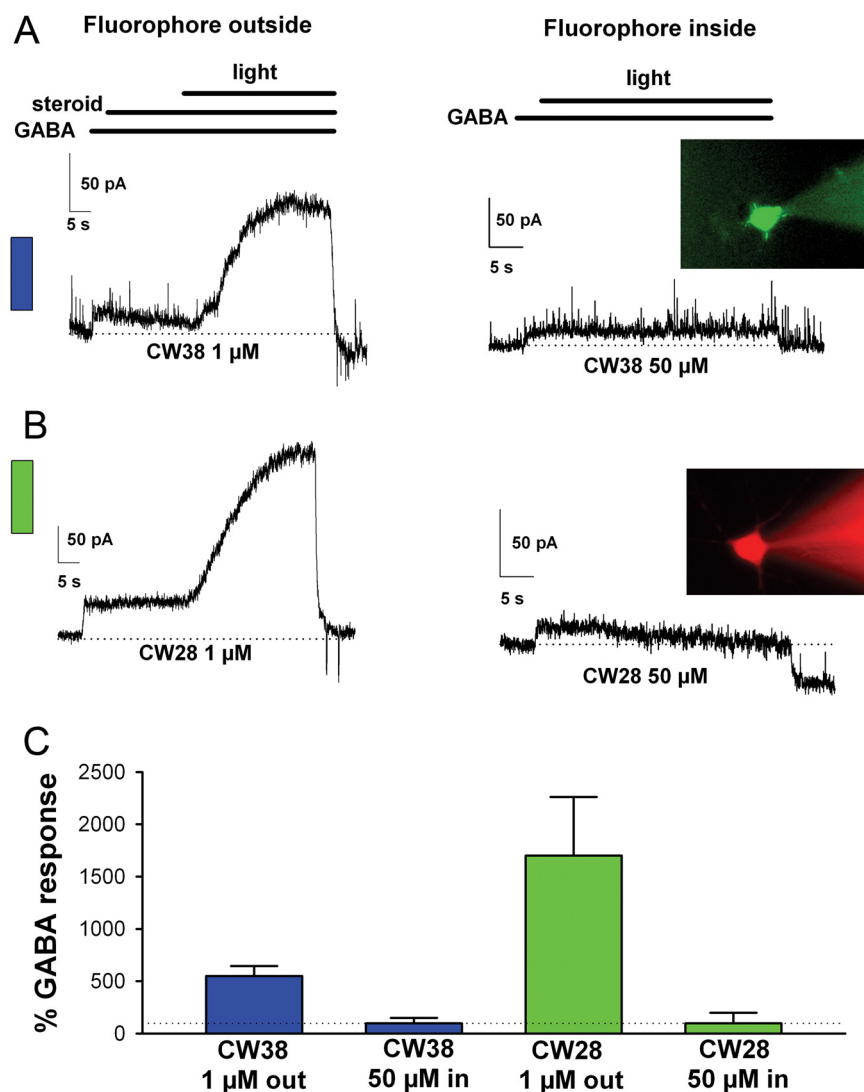 A
Fluorophore outside
Fluorophore inside
light
steroid
GABA
light
GABA
50 pA
5 s
CW38 1 µM
50 pA
5 s
CW38 50 µM
B
50 pA
5 s
CW28 1 µM
50 pA
5 s
CW28 50 µM
C
% GABA response
2500
2000
1500
1000
500
0
CW38
1 µM out
CW38
50 µM in
CW28
1 µM out
CW28
50 µM in